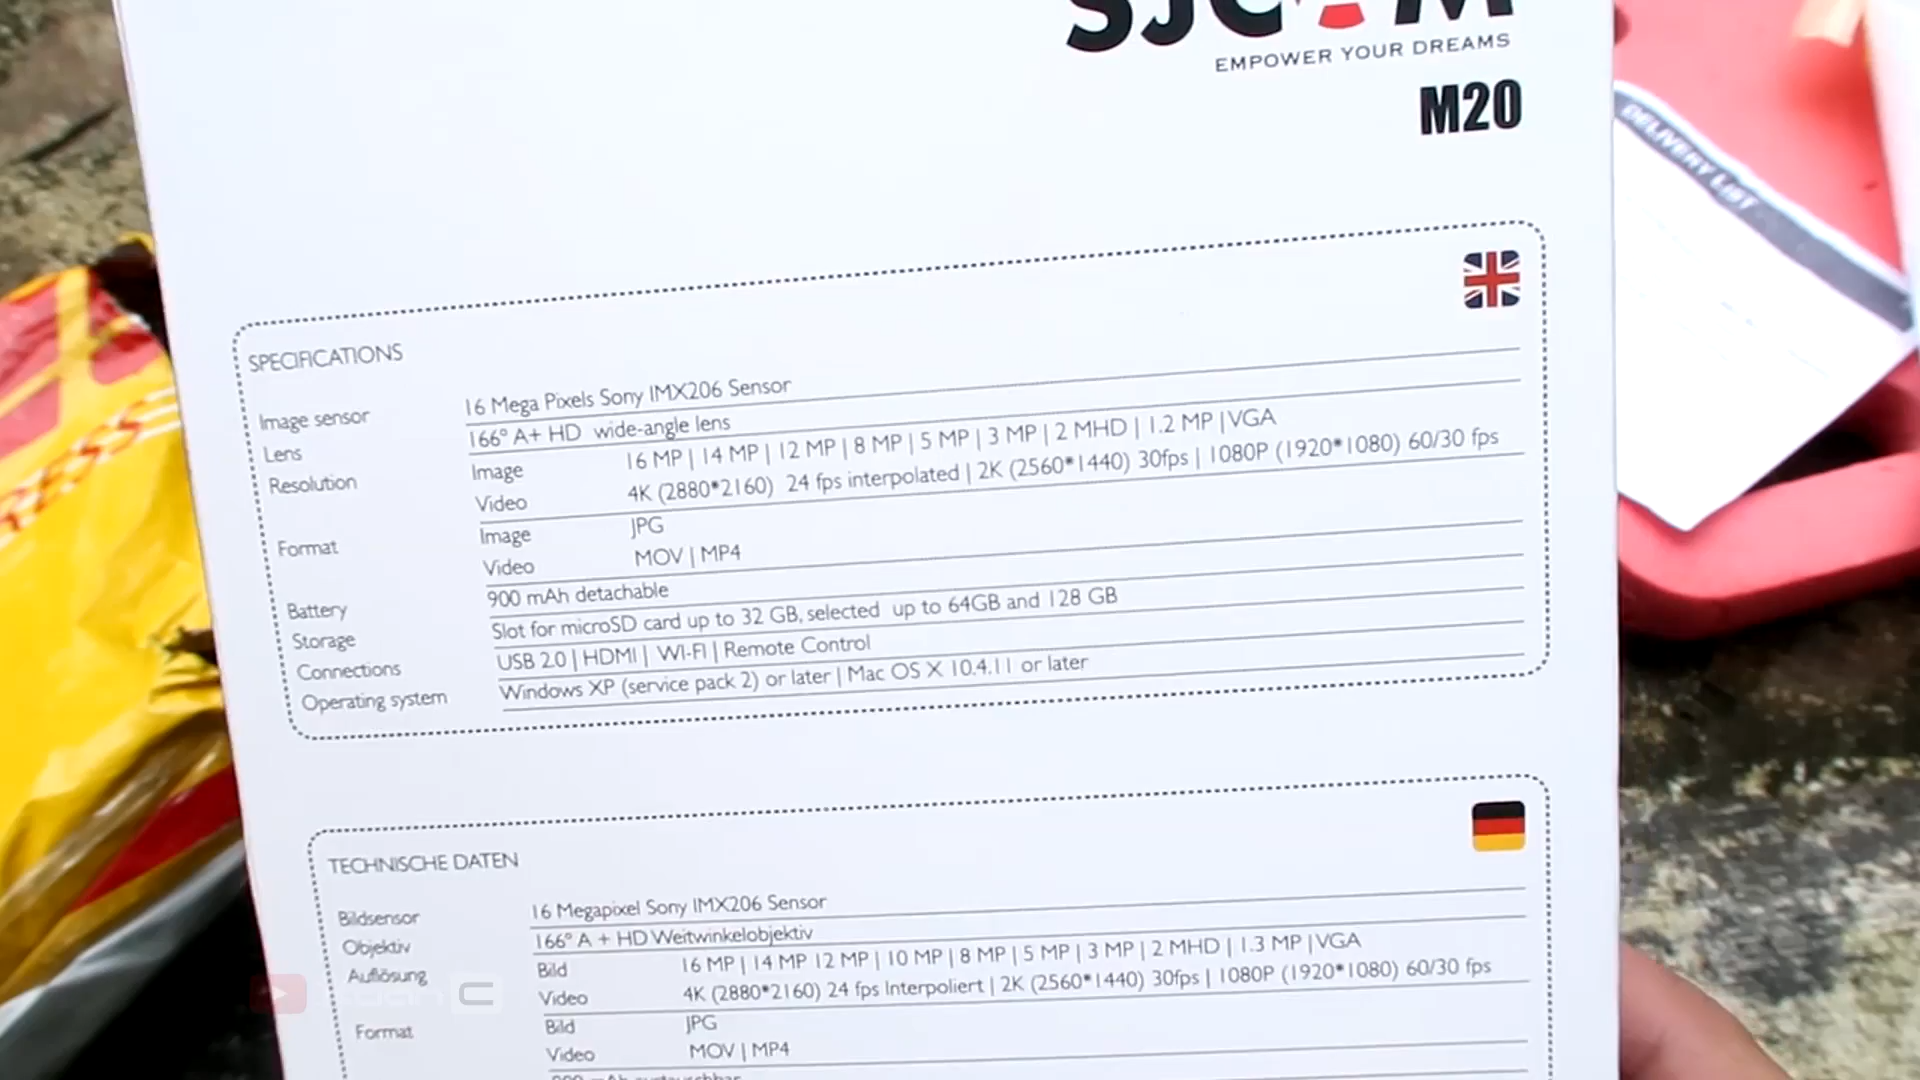 SJCAM
EMPOWER YOUR DREAMS
M20
DELIVERY LIST
SPECIFICATIONS
Image sensor 16 Mega Pixels Sony IMX206 Sensor
Lens 166° A+ HD wide-angle lens
Resolution Image 16 MP | 14 MP | 12 MP | 8 MP | 5 MP | 3 MP | 2 MHD | 1.2 MP |VGA
Video 4K (2880*2160) 24 fps interpolated | 2K (2560*1440) 30fps | 1080P (1920*1080) 60/30 fps
Format Image JPG
Video MOV | MP4
Battery 900 mAh detachable
Storage Slot for microSD card up to 32 GB, selected up to 64GB and 128 GB
Connections USB 2.0 | HDMI | WI-FI | Remote Control
Operating system Windows XP (service pack 2) or later | Mac OS X 10.4.11 or later
TECHNISCHE DATEN
Bildsensor 16 Megapixel Sony IMX206 Sensor
Objektiv 166° A + HD Weitwinkelobjektiv
Auflösung Bild 16 MP | 14 MP 12 MP | 10 MP | 8 MP | 5 MP | 3 MP | 2 MHD | 1.3 MP |VGA
Video 4K (2880*2160) 24 fps Interpoliert | 2K (2560*1440) 30fps | 1080P (1920*1080) 60/30 fps
Format Bild JPG
Video MOV | MP4